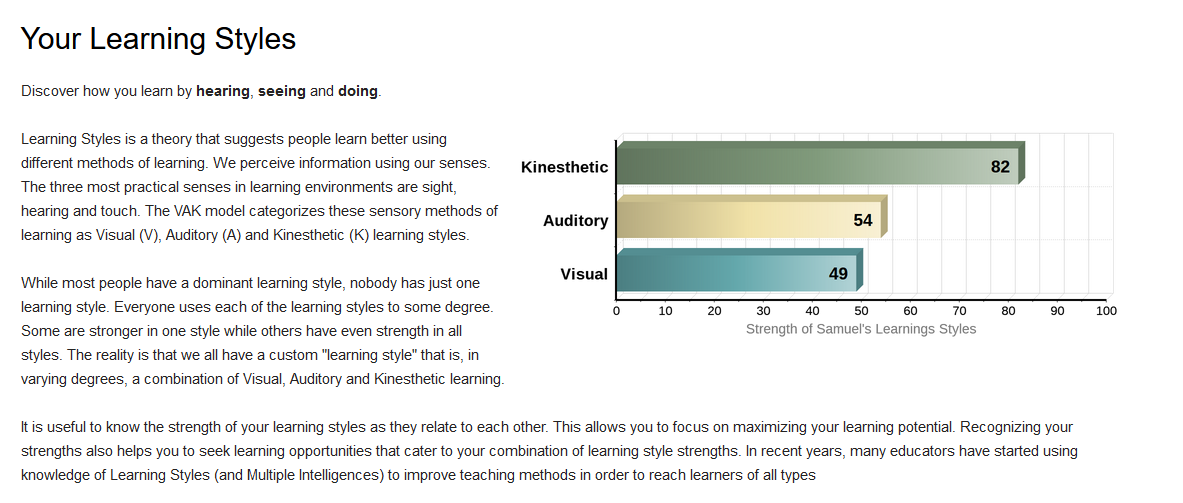 Your Learning Styles
Discover how you learn by hearing, seeing and doing.
Learning Styles is a theory that suggests people learn better using
different methods of learning. We perceive information using our senses.
The three most practical senses in learning environments are sight,
hearing and touch. The VAK model categorizes these sensory methods of
learning as Visual (V), Auditory (A) and Kinesthetic (K) learning styles.
While most people have a dominant learning style, nobody has just one
learning style. Everyone uses each of the learning styles to some degree.
Some are stronger in one style while others have even strength in all
styles. The reality is that we all have a custom "learning style" that is, in
varying degrees, a combination of Visual, Auditory and Kinesthetic learning.
Kinesthetic 82
Auditory 54
Visual 49
0 10 20 30 40 50 60 70 80 90 100
Strength of Samuel's Learnings Styles
It is useful to know the strength of your learning styles as they relate to each other. This allows you to focus on maximizing your learning potential. Recognizing your
strengths also helps you to seek learning opportunities that cater to your combination of learning style strengths. In recent years, many educators have started using
knowledge of Learning Styles (and Multiple Intelligences) to improve teaching methods in order to reach learners of all types